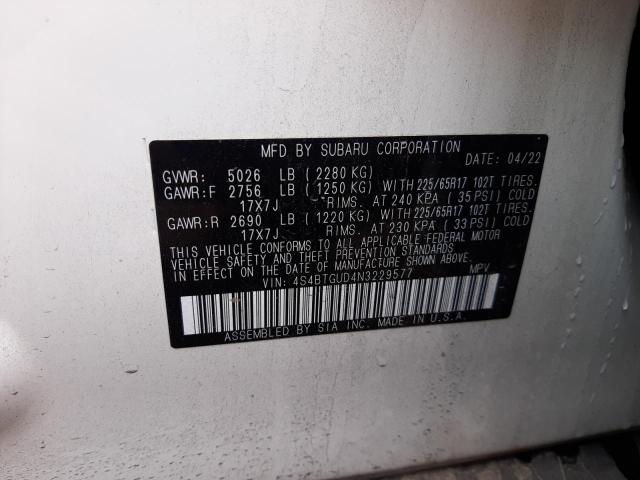 MFD BY SUBARU CORPORATION
DATE: 04/22
GVWR: 5026 LB (2280 KG)
GAWR:F 2756 LB (1250 KG) WITH 225/65R17 102T TIRES.
17X7J RIMS. AT 240 KPA (35 PSI) COLD
GAWR:R 2690 LB (1220 KG) WITH 225/65R17 102T TIRES.
17X7J RIMS. AT 230 KPA (33 PSI) COLD
THIS VEHICLE CONFORMS TO ALL APPLICABLE FEDERAL MOTOR
VEHICLE SAFETY AND THEFT PREVENTION STANDARDS
IN EFFECT ON THE DATE OF MANUFACTURE SHOWN ABOVE.
VIN: 4S4BTGUD4N3229577 MPV
ASSEMBLED BY SIA INC. MADE IN U.S.A.